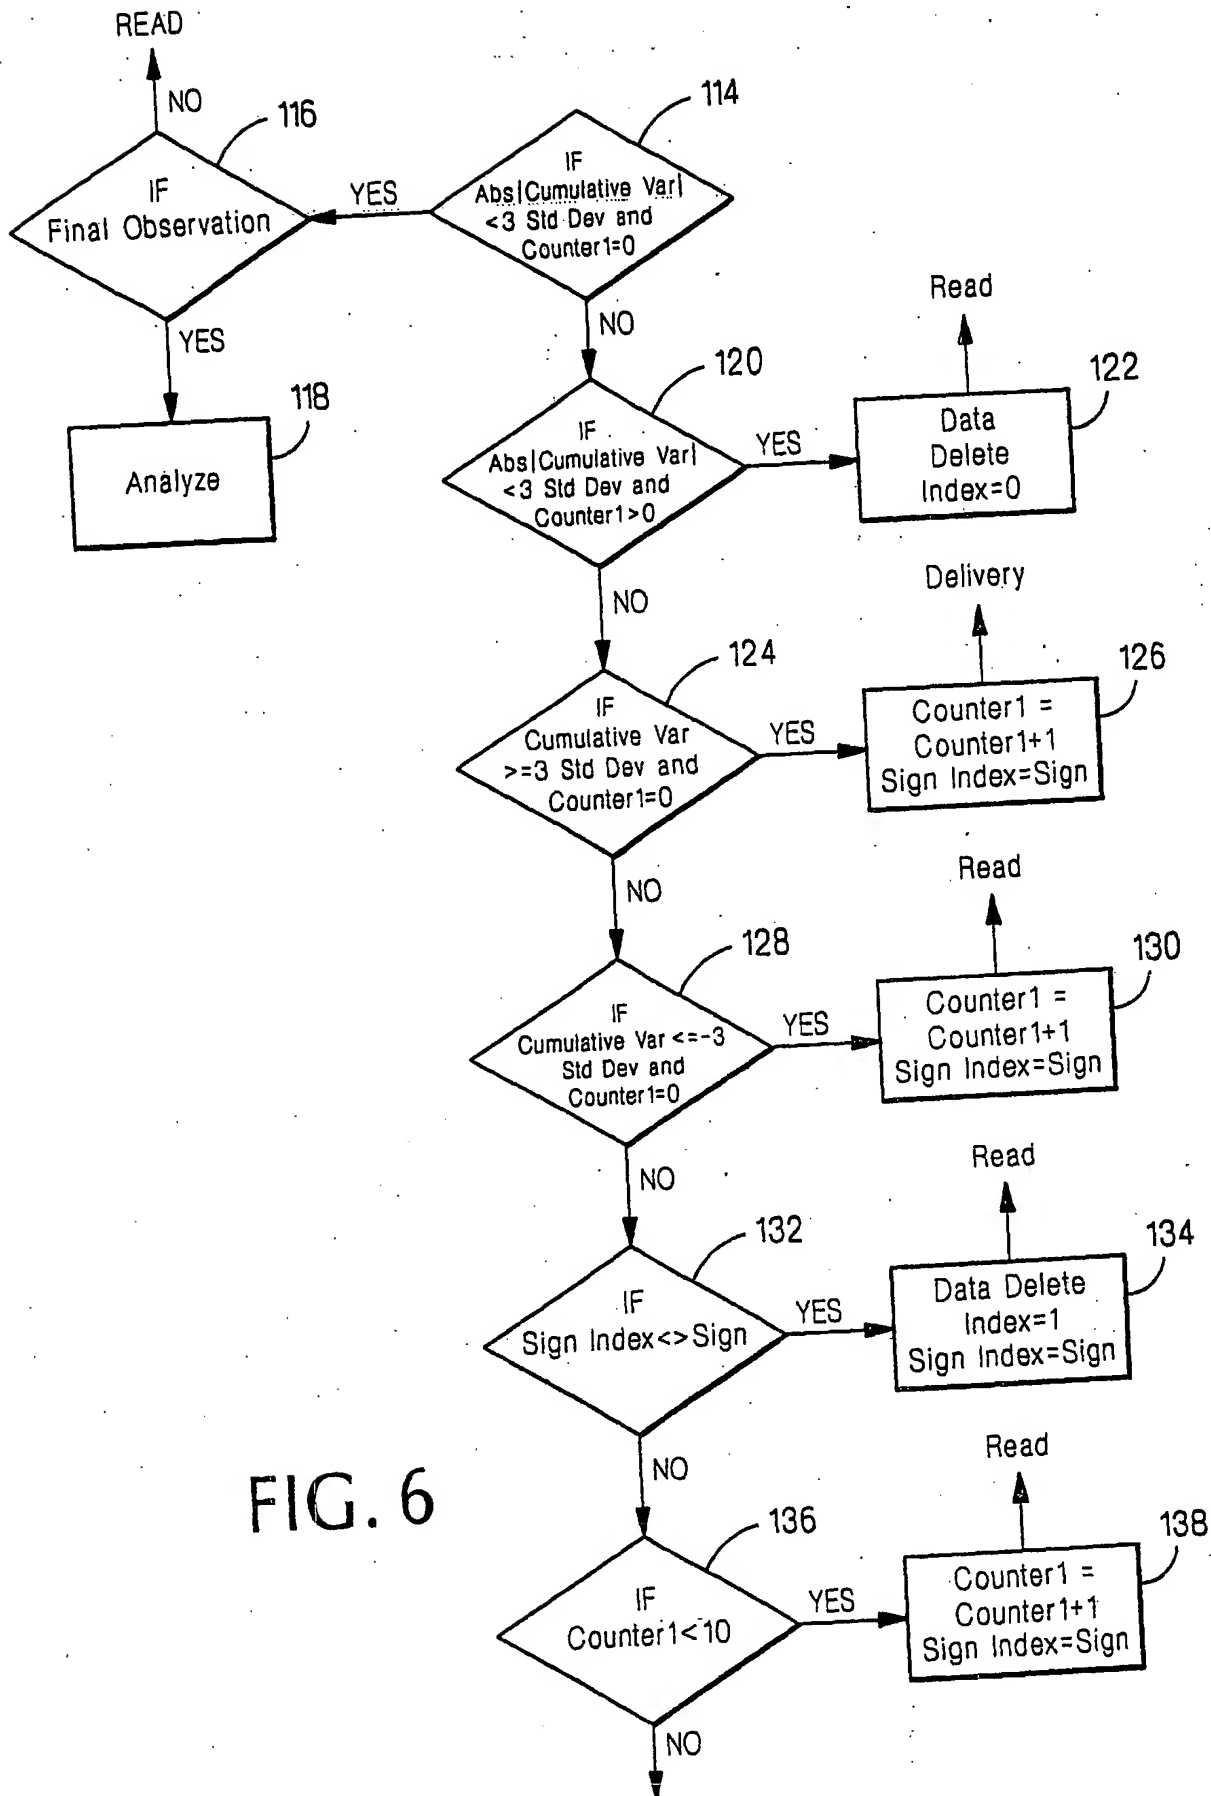 READ
NO
116
IF
Final Observation
YES
118
Analyze
YES
114
IF
Abs|Cumulative Var|
<3 Std Dev and
Counter1=0
NO
120
IF
Abs|Cumulative Var|
<3 Std Dev and
Counter1>0
YES
Read
122
Data
Delete
Index=0
NO
124
IF
Cumulative Var
>=3 Std Dev and
Counter1=0
YES
Delivery
126
Counter1 =
Counter1+1
Sign Index=Sign
NO
128
IF
Cumulative Var <=-3
Std Dev and
Counter1=0
YES
Read
130
Counter1 =
Counter1+1
Sign Index=Sign
NO
132
IF
Sign Index<>Sign
YES
Read
134
Data Delete
Index=1
Sign Index=Sign
NO
136
IF
Counter1<10
YES
Read
138
Counter1 =
Counter1+1
Sign Index=Sign
NO
FIG. 6